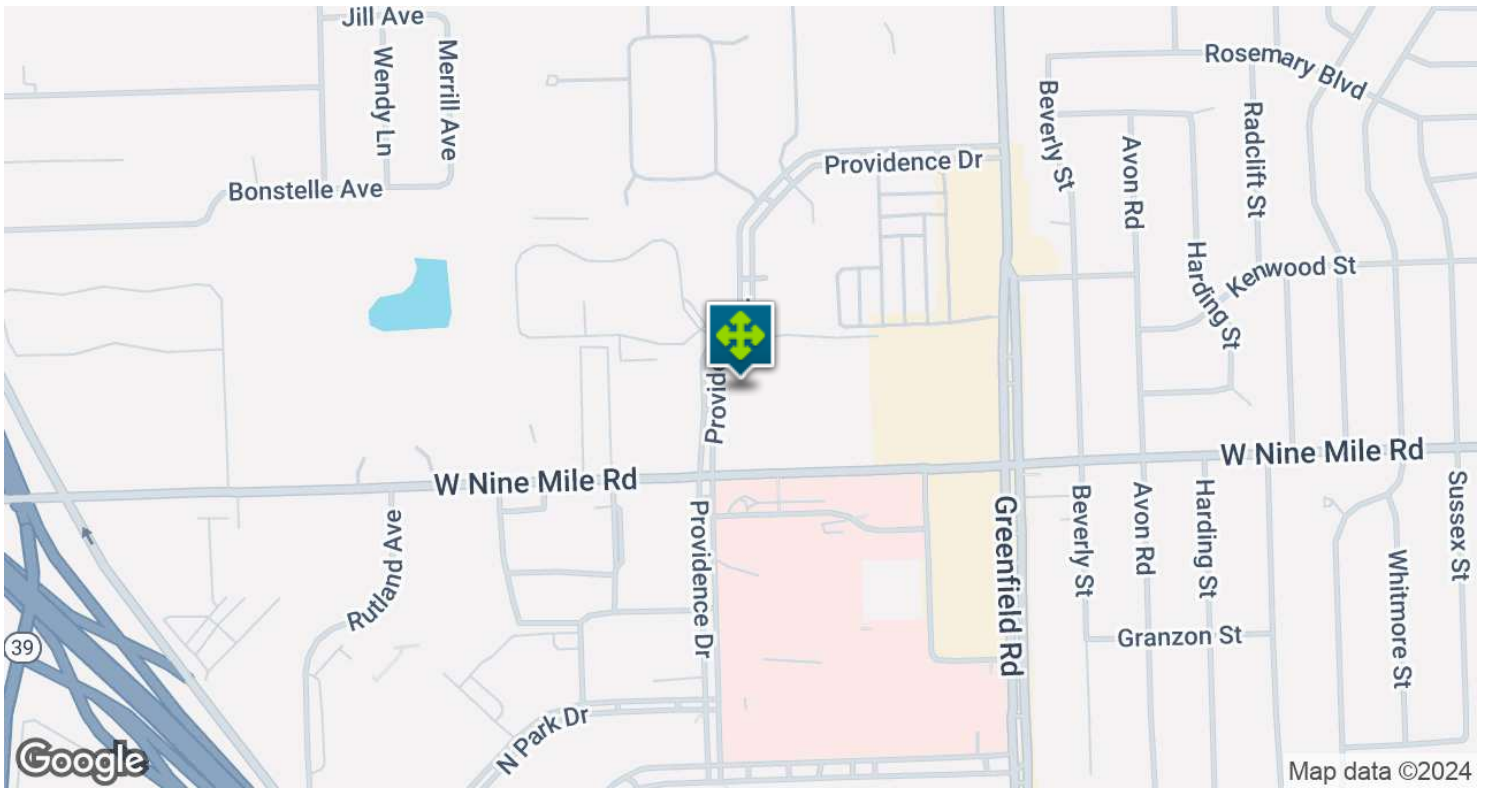 Jill Ave
Wendy Ln
Merrill Ave
Rosemary Blvd
Beverly St
Avon Rd
Radclift St
Providence Dr
Bonstelle Ave
Harding St
Kenwood St
Provid
W Nine Mile Rd
W Nine Mile Rd
Rutland Ave
Providence Dr
Greenfield Rd
Beverly St
Avon Rd
Harding St
Sussex St
Whitmore St
Granzon St
39
N Park Dr
Google
Map data ©2024